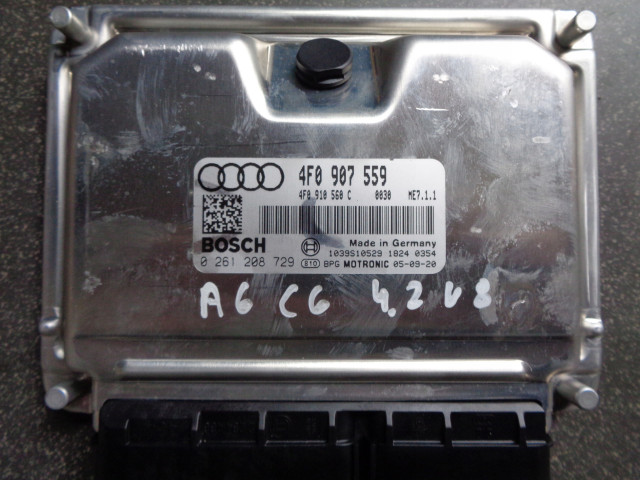 4F0 907 559
4F0 910 560 C 0030 ME7.1.1
BOSCH Made in Germany
1039S10529 1824 0354
0 261 208 729 E10 BPG MOTRONIC 05-09-20
A6 C6 4.2 V8